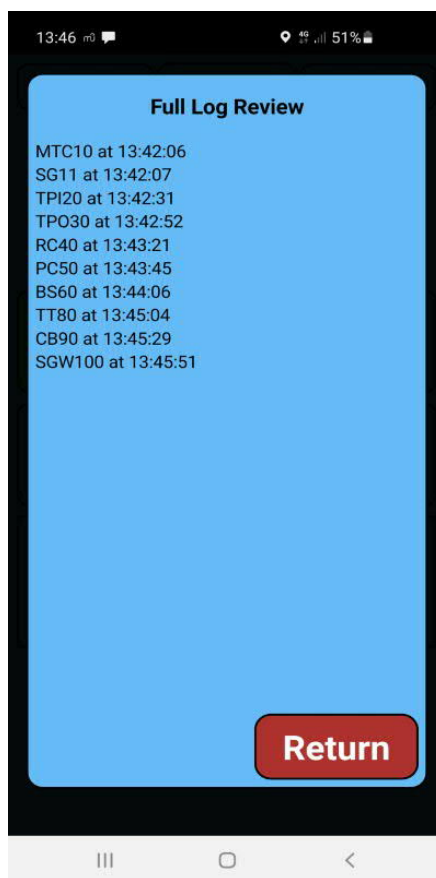 13:46
4G
51%
Full Log Review
MTC10 at 13:42:06
SG11 at 13:42:07
TPI20 at 13:42:31
TPO30 at 13:42:52
RC40 at 13:43:21
PC50 at 13:43:45
BS60 at 13:44:06
TT80 at 13:45:04
CB90 at 13:45:29
SGW100 at 13:45:51
Return